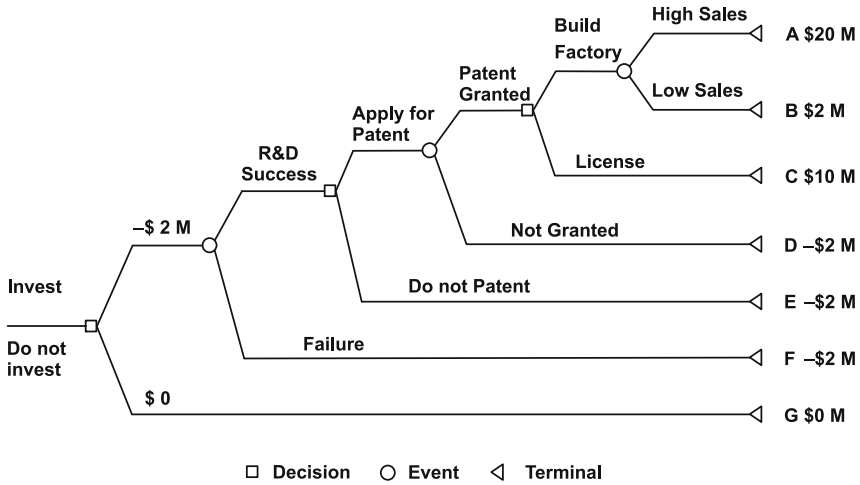 High Sales
A $20 M
Build
Factory
Low Sales
B $2 M
Patent
Granted
License
C $10 M
Apply for
Patent
Not Granted
D –$2 M
R&D
Success
Do not Patent
E –$2 M
–$ 2 M
Invest
Failure
F –$2 M
Do not
invest
$ 0
G $0 M
Decision
Event
Terminal